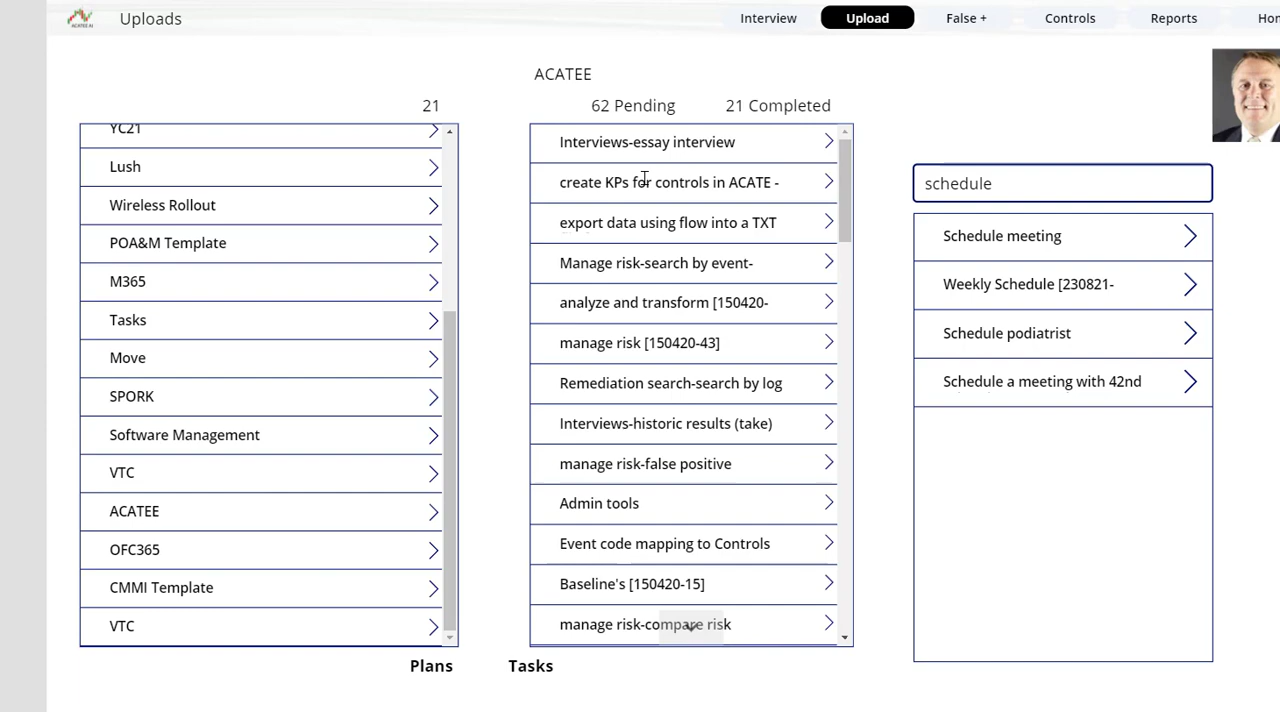 ACATEE AI
Uploads
Interview
Upload
False +
Controls
Reports
Hom
ACATEE
21
62 Pending
21 Completed
YC21
Lush
Wireless Rollout
POA&M Template
M365
Tasks
Move
SPORK
Software Management
VTC
ACATEE
OFC365
CMMI Template
VTC
Plans
Interviews-essay interview
create KPs for controls in ACATE -
export data using flow into a TXT
Manage risk-search by event-
analyze and transform [150420-
manage risk [150420-43]
Remediation search-search by log
Interviews-historic results (take)
manage risk-false positive
Admin tools
Event code mapping to Controls
Baseline's [150420-15]
manage risk-compare risk
Tasks
schedule
Schedule meeting
Weekly Schedule [230821-
Schedule podiatrist
Schedule a meeting with 42nd